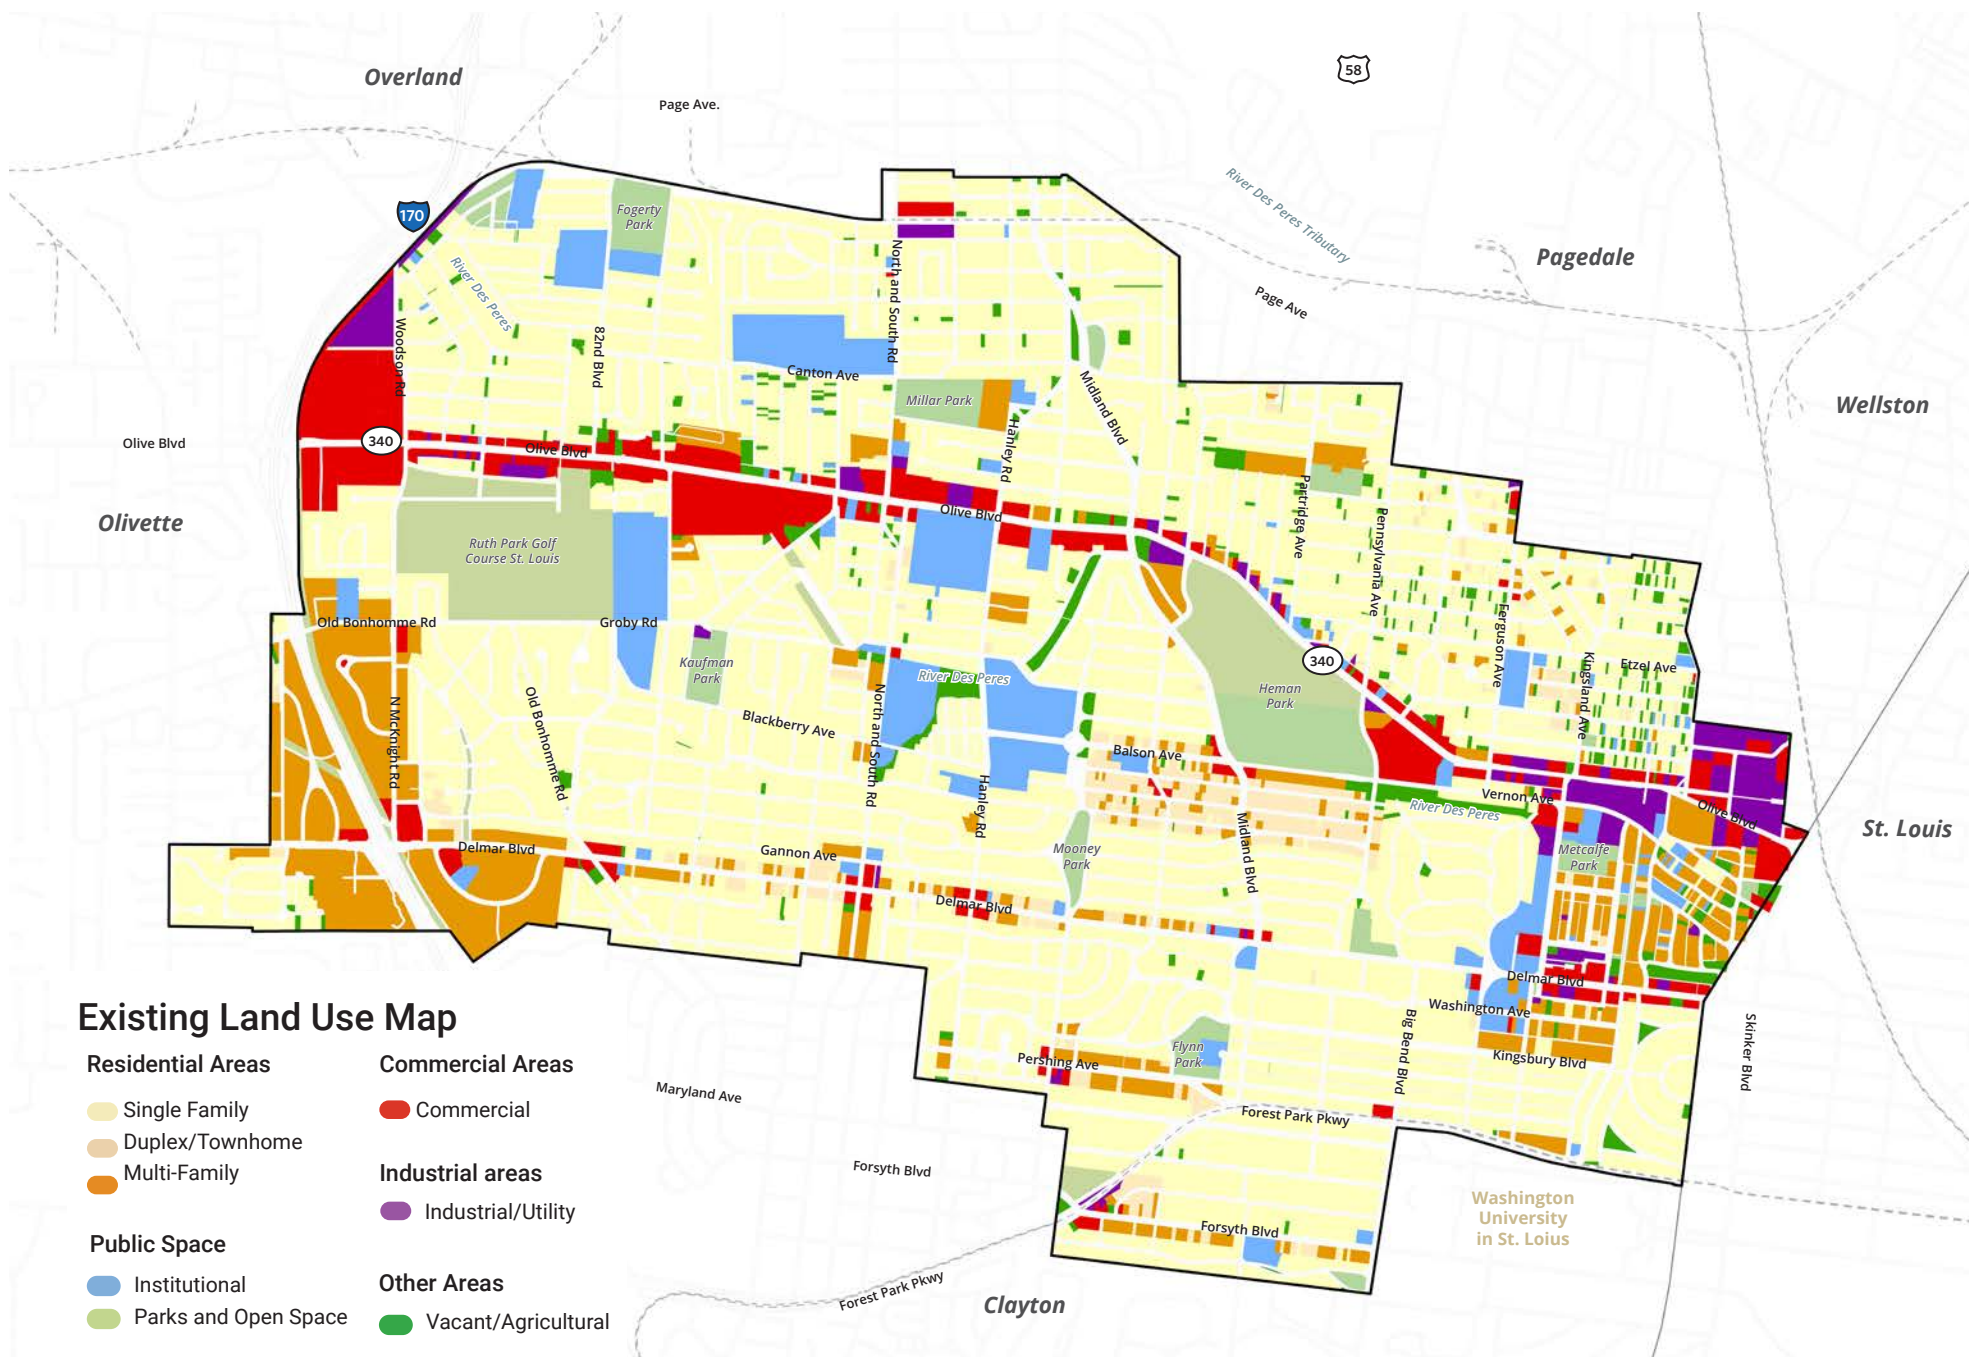 Overland
58
Page Ave.
River Des Peres Tributary
170
Fogerty
Park
Pagedale
North and South Rd
River Des Peres
Page Ave
Woodson Rd
82nd Blvd
Canton Ave
Midland Blvd
Millar Park
Wellston
Olive Blvd
340
Olive Blvd
Hanley Rd
Partridge Ave
Pennsylvania Ave
Olive Blvd
Olivette
Ruth Park Golf
Course St. Louis
Old Bonhomme Rd
Groby Rd
Ferguson Ave
Kingsland Ave
340
Etzel Ave
Kaufman
Park
River Des Peres
Heman
Park
N McKnight Rd
Old Bonhomme Rd
North and South Rd
Blackberry Ave
Balson Ave
Hanley Rd
Vernon Ave
River Des Peres
Olive Blvd
St. Louis
Midland Blvd
Delmar Blvd
Gannon Ave
Mooney
Park
Metcalfe
Park
Delmar Blvd
Delmar Blvd
Washington Ave
Big Bend Blvd
Skinker Blvd
Flynn
Park
Pershing Ave
Kingsbury Blvd
Maryland Ave
Forest Park Pkwy
Forsyth Blvd
Washington
University
in St. Loius
Forsyth Blvd
Forest Park Pkwy
Clayton
Existing Land Use Map
Residential Areas
Single Family
Duplex/Townhome
Multi-Family
Public Space
Institutional
Parks and Open Space
Commercial Areas
Commercial
Industrial areas
Industrial/Utility
Other Areas
Vacant/Agricultural